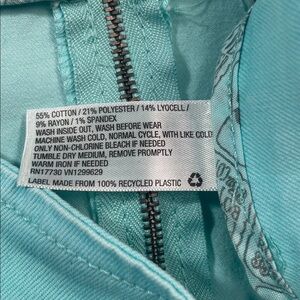 55% COTTON / 21% POLYESTER / 14% LYOCELL /
9% RAYON / 1% SPANDEX
WASH INSIDE OUT, WASH BEFORE WEAR
MACHINE WASH COLD, NORMAL CYCLE, WITH LIKE COLD
ONLY NON-CHLORINE BLEACH IF NEEDED
TUMBLE DRY MEDIUM, REMOVE PROMPTLY
WARM IRON IF NEEDED
RN17730 VN1299629
LABEL MADE FROM 100% RECYCLED PLASTIC